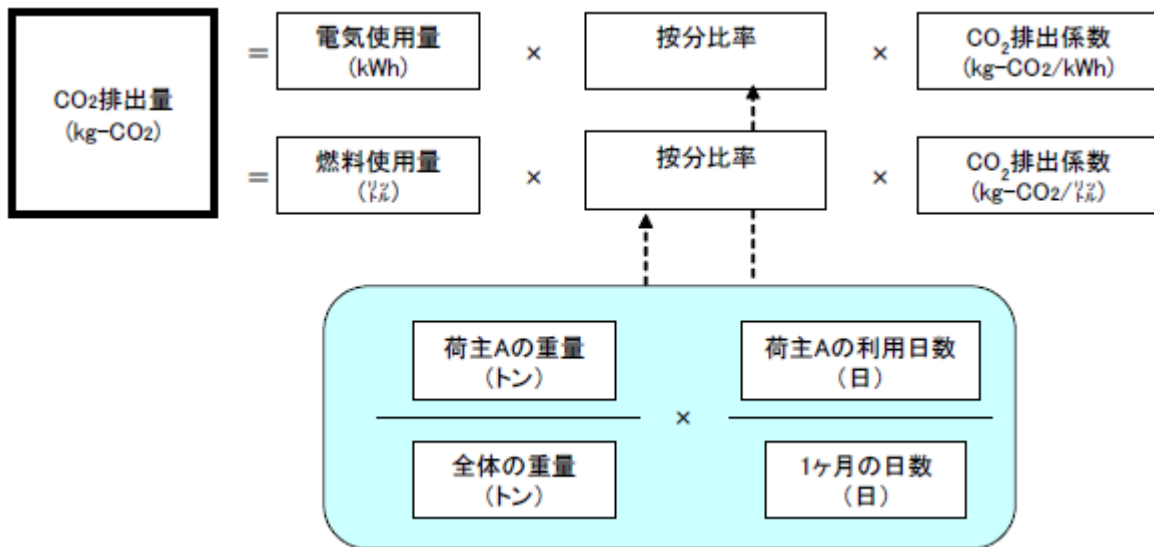 CO2排出量
(kg-CO2)
=
電気使用量
(kWh)
×
按分比率
×
CO2排出係数
(kg-CO2/kWh)
=
燃料使用量
(リットル)
×
按分比率
×
CO2排出係数
(kg-CO2/リットル)
荷主Aの重量
(トン)
全体の重量
(トン)
×
荷主Aの利用日数
(日)
1ヶ月の日数
(日)